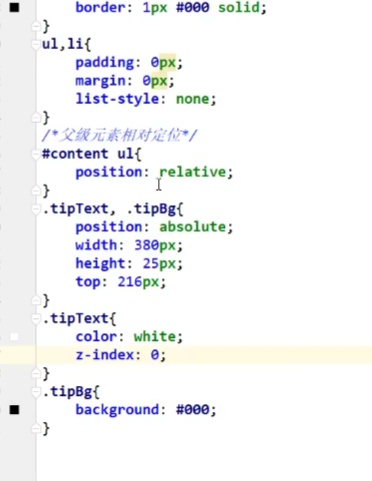 border: 1px #000 solid;
}
ul,li{
padding: 0px;
margin: 0px;
list-style: none;
}
/*父级元素相对定位*/
#content ul{
position: relative;
}
.tipText, .tipBg{
position: absolute;
width: 380px;
height: 25px;
top: 216px;
}
.tipText{
color: white;
z-index: 0;
}
.tipBg{
background: #000;
}